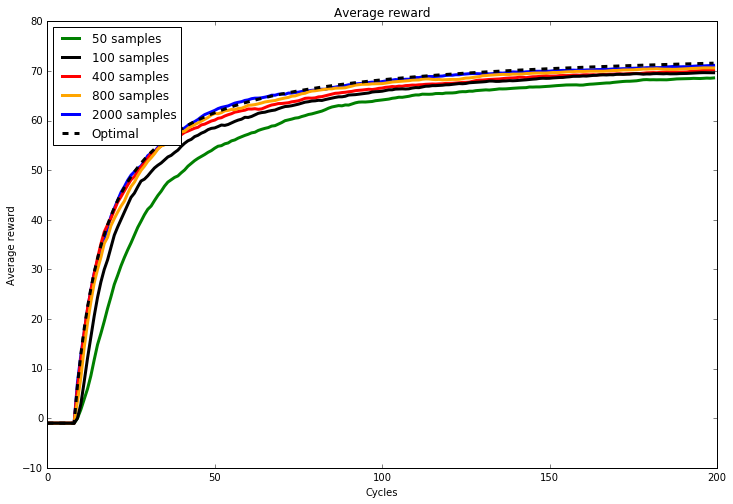 Average reward
80
70
60
50
40
30
20
10
0
−10
50 samples
100 samples
400 samples
800 samples
2000 samples
Optimal
Average reward
0
50
100
150
200
Cycles